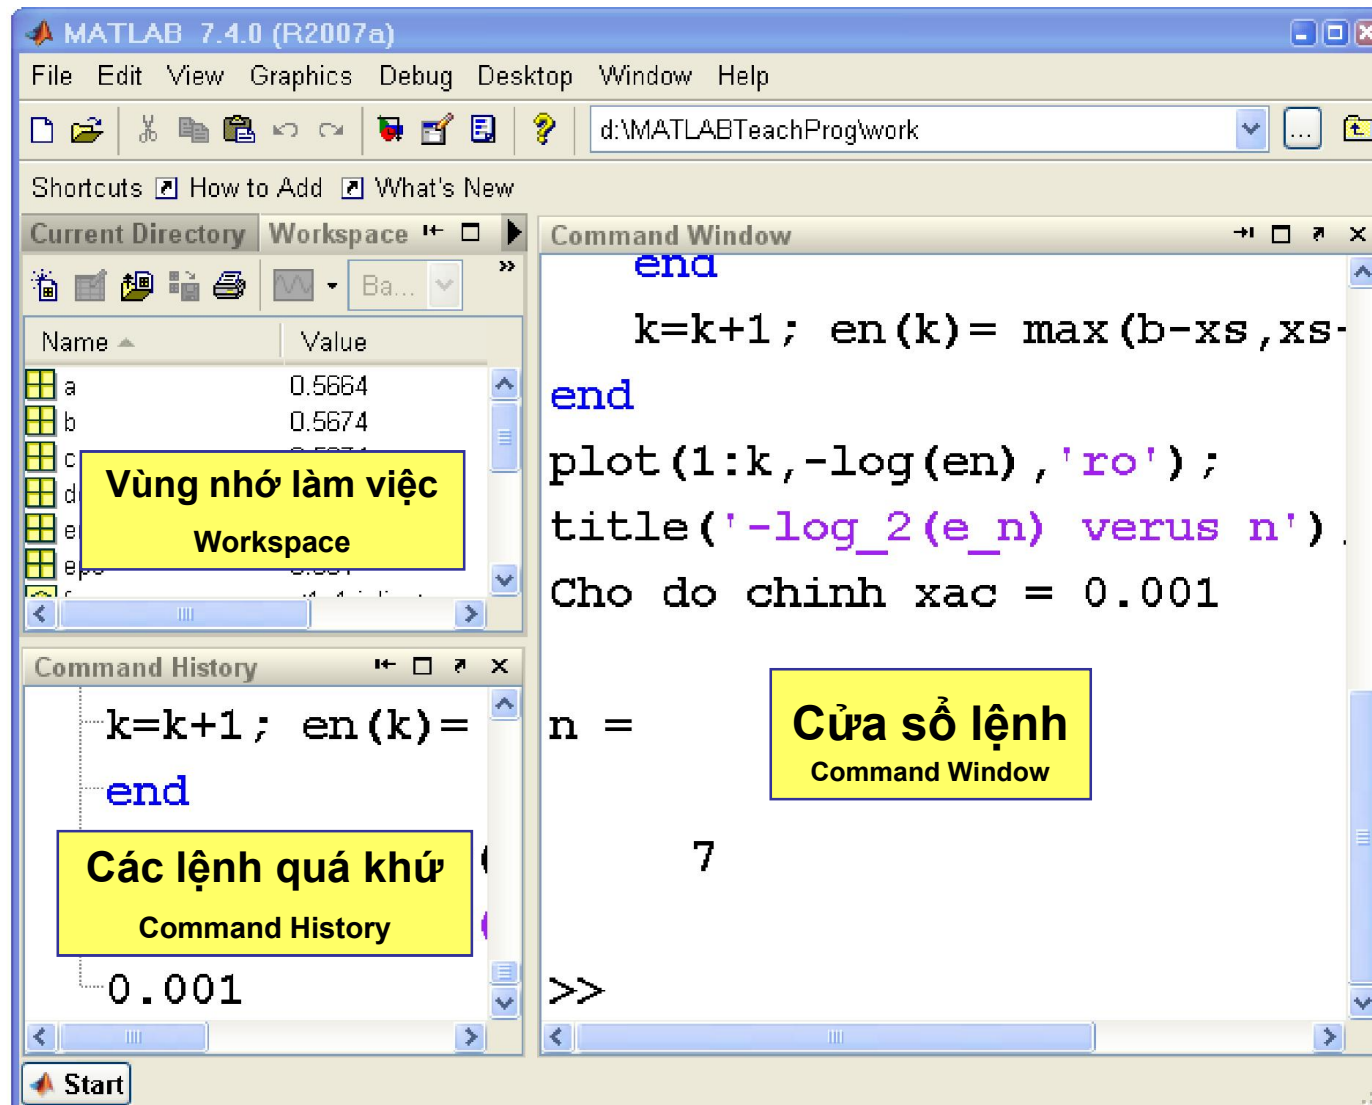 MATLAB 7.4.0 (R2007a)
File Edit View Graphics Debug Desktop Window Help
d:\MATLABTeachProg\work
...
Shortcuts How to Add What's New
Current Directory Workspace
Ba...
Name Value
a 0.5664
b 0.5674
c
Vùng nhớ làm việc
Workspace
Command History
k=k+1; en(k)=
end
Các lệnh quá khứ
Command History
0.001
Command Window
end
k=k+1; en(k)= max(b-xs,xs-
end
plot(1:k,-log(en),'ro');
title('-log_2(e_n) verus n')
Cho do chinh xac = 0.001
n =
Cửa sổ lệnh
Command Window
7
>>
Start